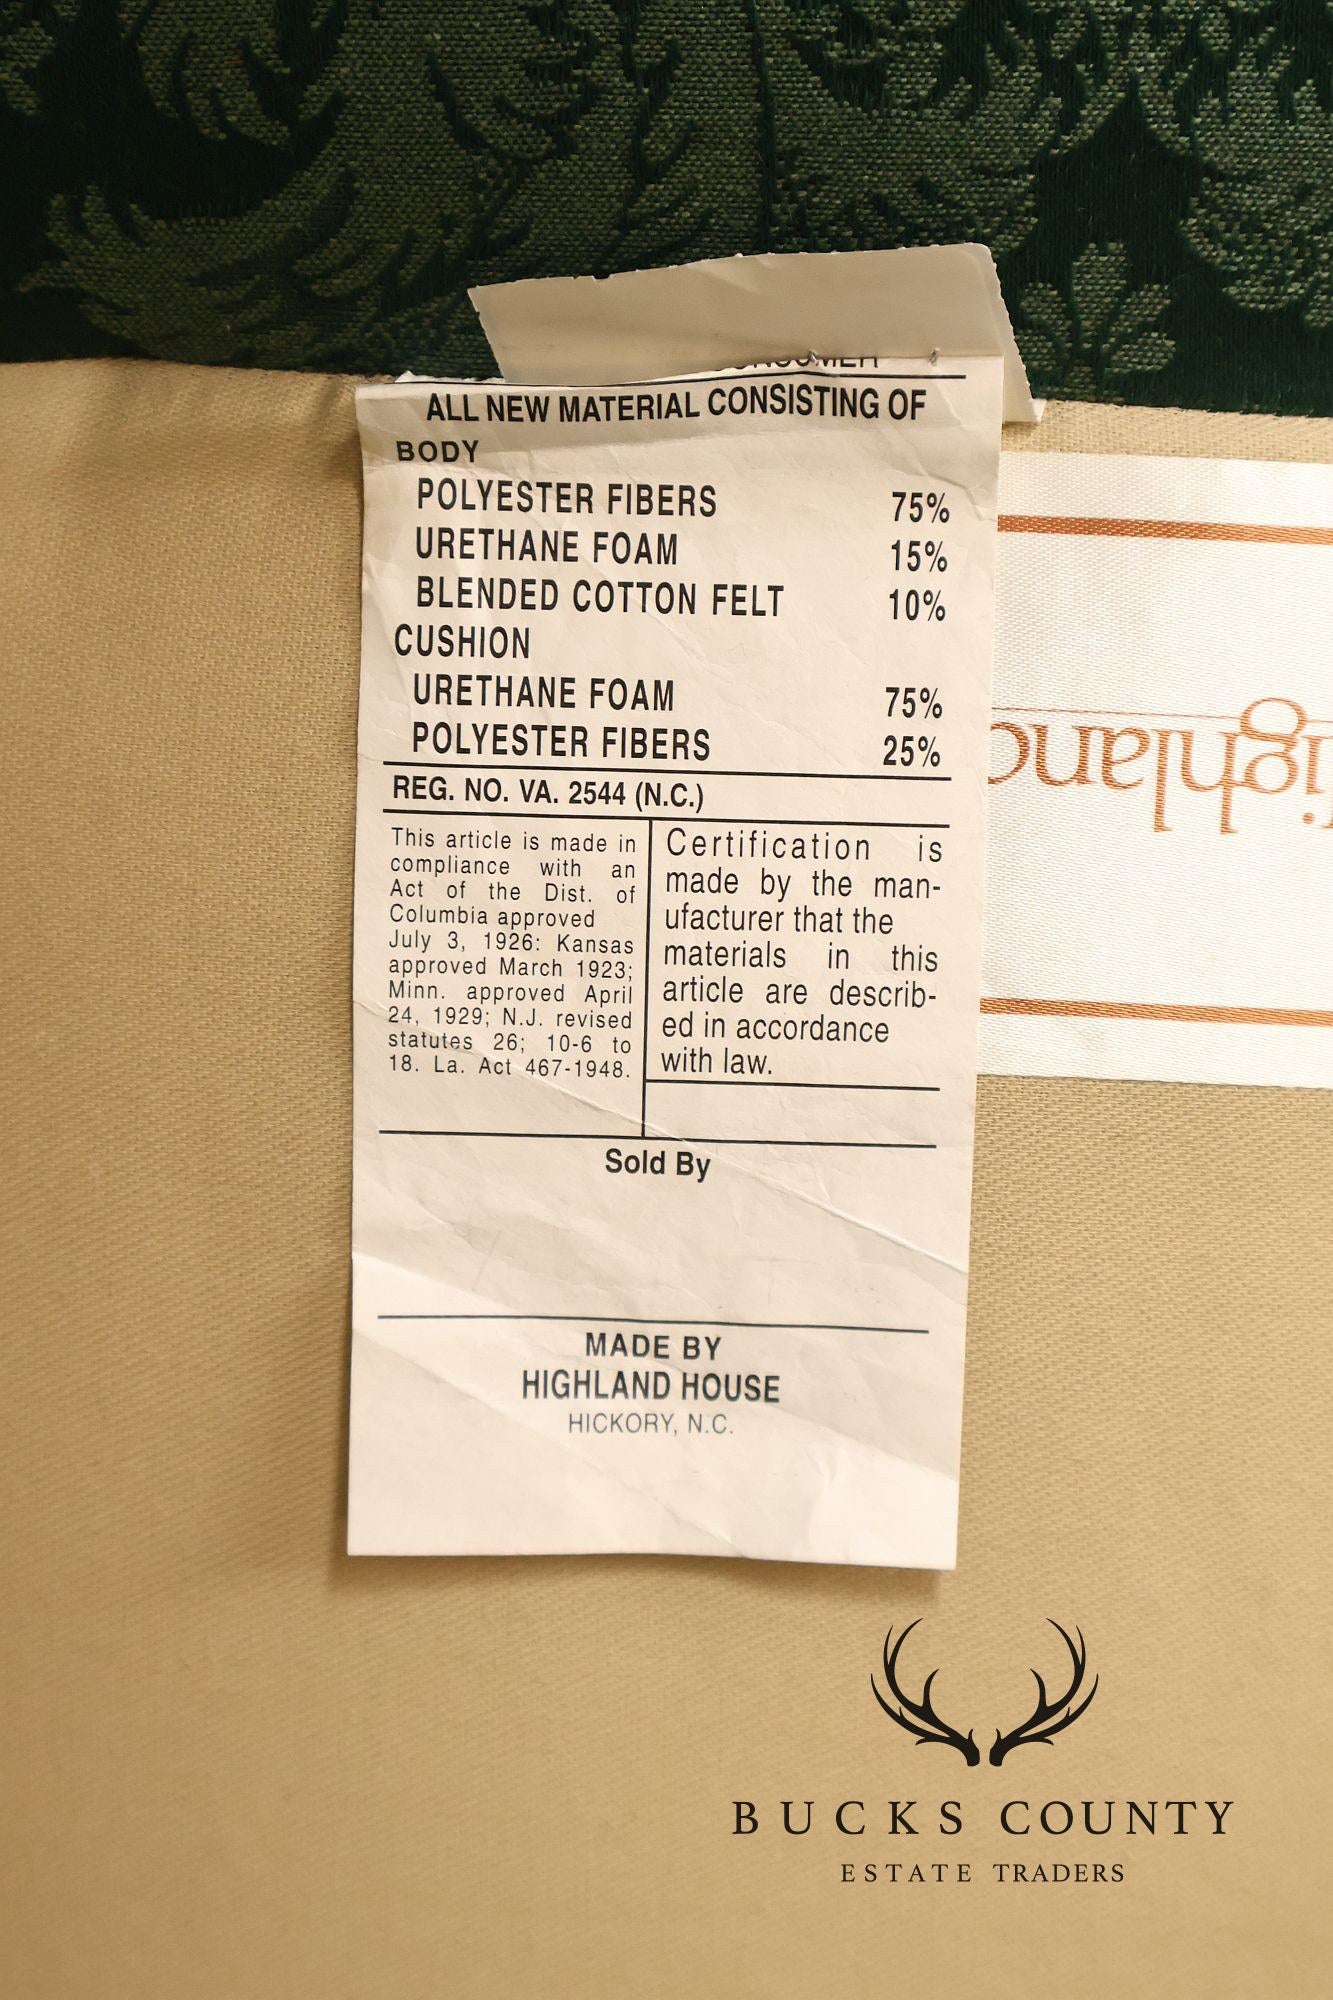 CONSUMER
ALL NEW MATERIAL CONSISTING OF
BODY
POLYESTER FIBERS 75%
URETHANE FOAM 15%
BLENDED COTTON FELT 10%
CUSHION
URETHANE FOAM 75%
POLYESTER FIBERS 25%
REG. NO. VA. 2544 (N.C.)
This article is made in
compliance with an
Act of the Dist. of
Columbia approved
July 3, 1926: Kansas
approved March 1923;
Minn. approved April
24, 1929; N.J. revised
statutes 26; 10-6 to
18. La. Act 467-1948.
Certification is
made by the man-
ufacturer that the
materials in this
article are describ-
ed in accordance
with law.
Sold By
MADE BY
HIGHLAND HOUSE
HICKORY, N.C.
ighlan
BUCKS COUNTY
ESTATE TRADERS